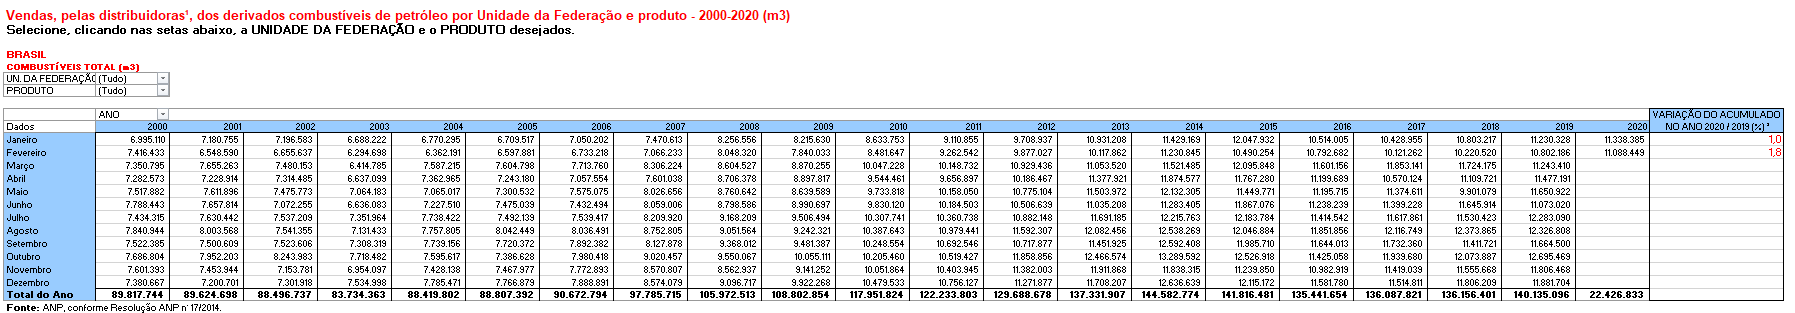 Vendas, pelas distribuidoras¹, dos derivados combustíveis de petróleo por Unidade da Federação e produto - 2000-2020 (m3)
Selecione, clicando nas setas abaixo, a UNIDADE DA FEDERAÇÃO e o PRODUTO desejados.
BRASIL
COMBUSTÍVEIS TOTAL (m3)
UN. DA FEDERAÇÃO (Tudo)
PRODUTO (Tudo)
ANO VARIAÇÃO DO ACUMULADO
Dados 2000 2001 2002 2003 2004 2005 2006 2007 2008 2009 2010 2011 2012 2013 2014 2015 2016 2017 2018 2019 2020 NO ANO 2020 / 2019 (%) ³
Janeiro 6.995.110 7.180.755 7.196.583 6.688.222 6.770.295 6.709.517 7.050.202 7.470.613 8.256.556 8.215.630 8.633.753 9.110.855 9.708.937 10.931.208 11.429.169 12.047.932 10.514.005 10.428.955 10.803.217 11.230.328 11.338.385 1,0
Fevereiro 7.416.433 6.548.590 6.655.637 6.294.698 6.362.191 6.597.881 6.733.218 7.066.233 8.048.320 7.840.033 8.481.647 9.262.542 9.877.027 10.117.862 11.230.845 10.490.254 10.792.682 10.121.262 10.220.520 10.802.186 11.088.449 1,8
Março 7.350.795 7.655.263 7.480.153 6.414.785 7.587.215 7.604.798 7.713.760 8.306.224 8.604.527 8.870.255 10.047.228 10.148.732 10.929.436 11.053.520 11.521.485 12.095.848 11.601.156 11.853.141 11.724.175 11.243.410
Abril 7.282.573 7.228.914 7.314.485 6.637.099 7.362.965 7.243.180 7.057.554 7.601.038 8.706.378 8.897.817 9.544.461 9.656.897 10.186.467 11.377.921 11.874.577 11.767.280 11.199.689 10.570.124 11.109.721 11.477.191
Maio 7.517.882 7.611.896 7.475.773 7.064.183 7.065.017 7.300.532 7.575.075 8.026.656 8.760.642 8.639.589 9.733.818 10.158.050 10.775.104 11.503.972 12.132.305 11.449.771 11.195.715 11.374.611 9.901.079 11.650.922
Junho 7.788.443 7.657.814 7.072.255 6.636.083 7.227.510 7.475.039 7.432.494 8.059.006 8.798.586 8.990.697 9.830.120 10.184.503 10.506.639 11.035.208 11.283.405 11.867.076 11.238.239 11.399.228 11.645.914 11.073.020
Julho 7.434.315 7.630.442 7.537.209 7.351.964 7.738.422 7.492.139 7.539.417 8.209.920 9.168.209 9.506.494 10.307.741 10.360.738 10.882.148 11.691.185 12.215.763 12.183.784 11.414.542 11.617.861 11.530.423 12.283.090
Agosto 7.840.944 8.003.568 7.541.355 7.131.433 7.757.805 8.042.449 8.036.491 8.752.805 9.051.564 9.242.321 10.387.643 10.979.441 11.592.307 12.082.456 12.538.269 12.046.884 11.851.856 12.116.749 12.373.865 12.326.808
Setembro 7.522.385 7.500.609 7.523.606 7.308.319 7.739.156 7.720.372 7.892.382 8.127.878 9.368.012 9.481.387 10.248.554 10.692.546 10.717.877 11.451.925 12.592.408 11.985.710 11.644.013 11.732.360 11.411.721 11.664.500
Outubro 7.686.804 7.952.203 8.243.983 7.718.482 7.595.617 7.386.628 7.980.418 9.020.457 9.550.067 10.055.111 10.205.460 10.519.427 11.858.856 12.466.574 13.289.592 12.526.918 11.425.058 11.939.680 12.073.887 12.695.469
Novembro 7.601.393 7.453.944 7.153.781 6.954.097 7.428.138 7.467.977 7.772.893 8.570.807 8.562.937 9.141.252 10.051.864 10.403.945 11.382.003 11.911.868 11.838.315 11.239.850 10.982.919 11.419.039 11.555.668 11.806.468
Dezembro 7.380.667 7.200.701 7.301.918 7.534.998 7.785.471 7.766.879 7.888.891 8.574.079 9.096.717 9.922.268 10.479.533 10.756.127 11.271.877 11.708.207 12.636.639 12.115.172 11.581.780 11.514.811 11.806.209 11.881.704
Total do Ano 89.817.744 89.624.698 88.496.737 83.734.363 88.419.802 88.807.392 90.672.794 97.785.715 105.972.513 108.802.854 117.951.824 122.233.803 129.688.678 137.331.907 144.582.774 141.816.481 135.441.654 136.087.821 136.156.401 140.135.096 22.426.833
Fonte: ANP, conforme Resolução ANP n° 17/2014.